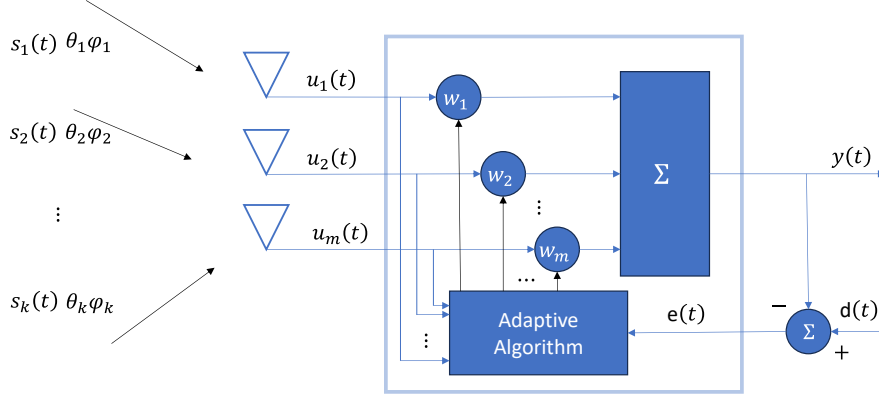 s₁(t) θ₁φ₁
u₁(t)
w₁
s₂(t) θ₂φ₂
u₂(t)
w₂
Σ
y(t)
⋮
⋮
uₘ(t)
wₘ
...
sₖ(t) θₖφₖ
⋮
Adaptive
Algorithm
e(t)
−
d(t)
Σ
+